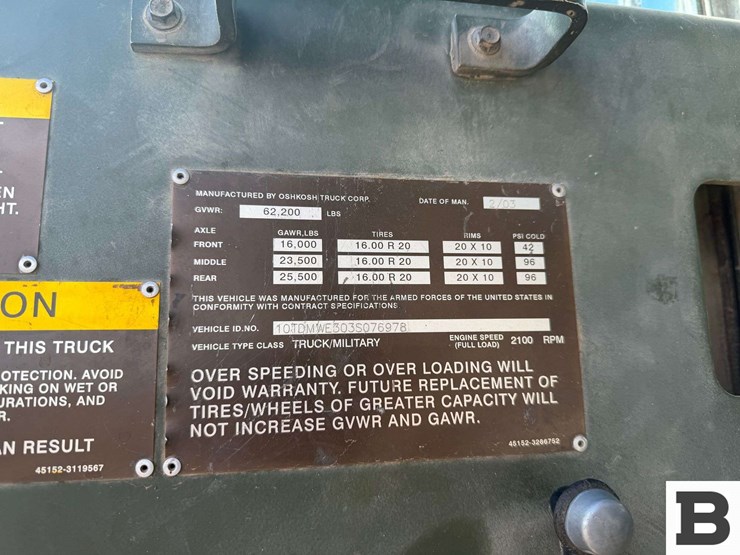 T
EN
HT.
ON
THIS TRUCK
OTECTION. AVOID
KING ON WET OR
URATIONS, AND
R.
AN RESULT
45152-3119567
MANUFACTURED BY OSHKOSH TRUCK CORP. DATE OF MAN. 2/03
GVWR: 62,200 LBS
AXLE GAWR,LBS TIRES RIMS PSI COLD
FRONT 16,000 16.00 R 20 20 X 10 42
MIDDLE 23,500 16.00 R 20 20 X 10 96
REAR 25,500 16.00 R 20 20 X 10 96
THIS VEHICLE WAS MANUFACTURED FOR THE ARMED FORCES OF THE UNITED STATES IN
CONFORMITY WITH CONTRACT SPECIFICATIONS
VEHICLE ID.NO. 10TDMWE303S076978
VEHICLE TYPE CLASS TRUCK/MILITARY ENGINE SPEED (FULL LOAD) 2100 RPM
OVER SPEEDING OR OVER LOADING WILL
VOID WARRANTY. FUTURE REPLACEMENT OF
TIRES/WHEELS OF GREATER CAPACITY WILL
NOT INCREASE GVWR AND GAWR.
45152-3266752
B